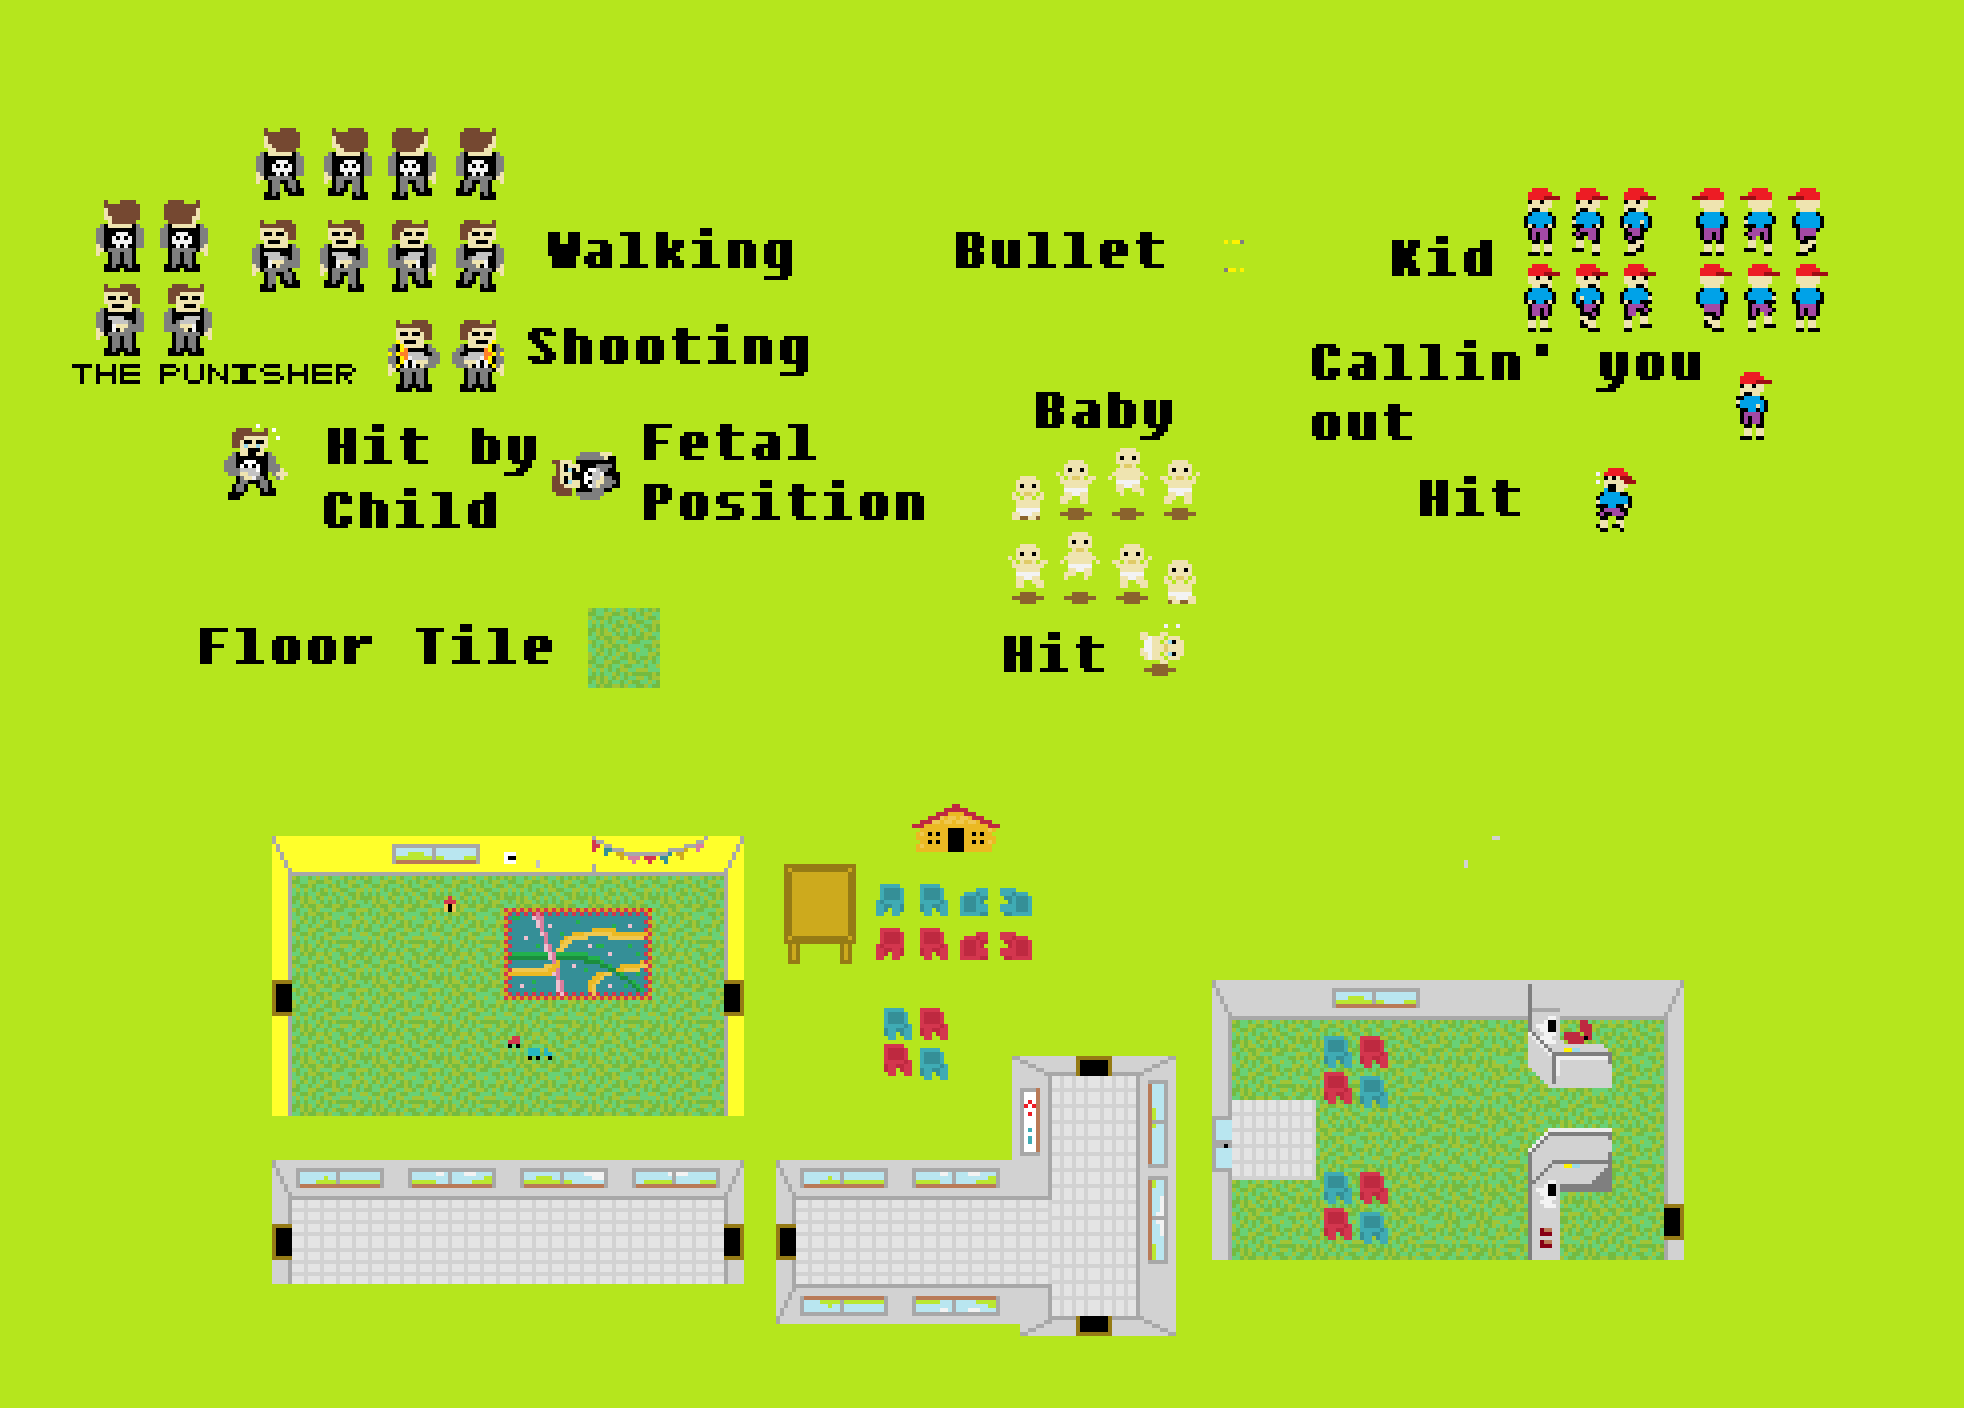 Walking
Bullet
Kid
Shooting
THE PUNISHER
Callin' you
out
Baby
Hit by
Child
Fetal
Position
Hit
Floor Tile
Hit